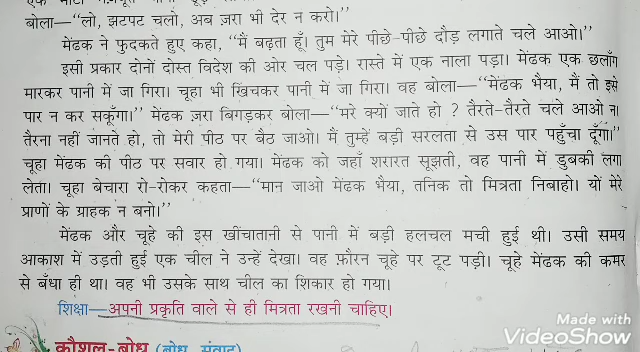 बोला—“लो, झटपट चलो, अब ज़रा भी देर न करो।”
मेंढक ने फुदकते हुए कहा, “मैं बढ़ता हूँ। तुम मेरे पीछे-पीछे दौड़ लगाते चले आओ।”
इसी प्रकार दोनों दोस्त विदेश की ओर चल पड़े। रास्ते में एक नाला पड़ा। मेंढक एक छलाँग
मारकर पानी में जा गिरा। चूहा भी खिंचकर पानी में जा गिरा। वह बोला—“मेंढक भैया, मैं तो इसे
पार न कर सकूँगा।” मेंढक ज़रा बिगड़कर बोला—“मरे क्यों जाते हो ? तैरते-तैरते चले आओ न।
तैरना नहीं जानते हो, तो मेरी पीठ पर बैठ जाओ। मैं तुम्हें बड़ी सरलता से उस पार पहुँचा दूँगा।”
चूहा मेंढक की पीठ पर सवार हो गया। मेंढक को जहाँ शरारत सूझती, वह पानी में डुबकी लगा
लेता। चूहा बेचारा रो-रोकर कहता—“मान जाओ मेंढक भैया, तनिक तो मित्रता निबाहो। यों मेरे
प्राणों के ग्राहक न बनो।”
मेंढक और चूहे की इस खींचातानी से पानी में बड़ी हलचल मची हुई थी। उसी समय
आकाश में उड़ती हुई एक चील ने उन्हें देखा। वह फ़ौरन चूहे पर टूट पड़ी। चूहे मेंढक की कमर
से बँधा ही था। वह भी उसके साथ चील का शिकार हो गया।
शिक्षा—अपनी प्रकृति वाले से ही मित्रता रखनी चाहिए।
Made with
VideoShow
कौशल-बोध (बोध, संवाद)